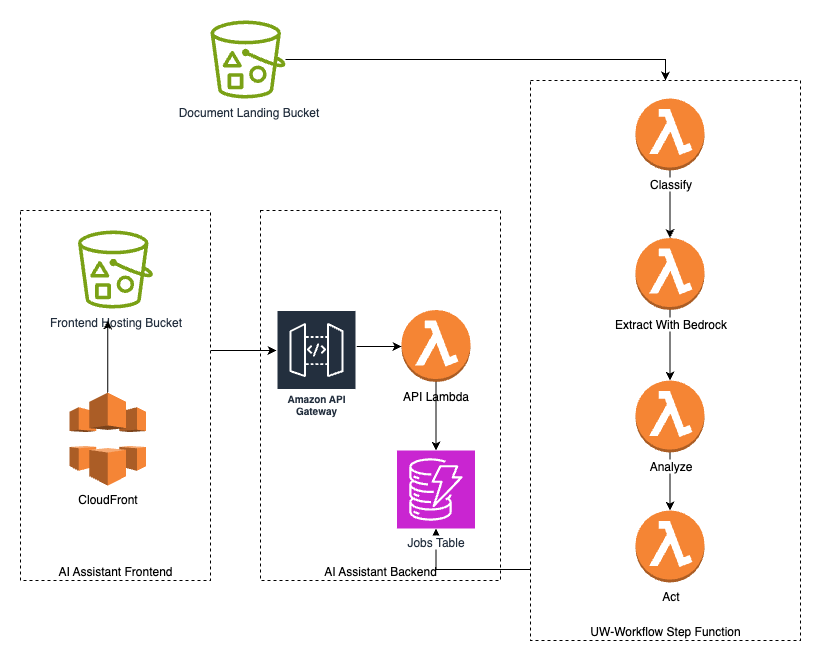 Document Landing Bucket
Classify
Frontend Hosting Bucket
Extract With Bedrock
API Lambda
Amazon API
Gateway
Analyze
CloudFront
Jobs Table
AI Assistant Frontend
AI Assistant Backend
Act
UW-Workflow Step Function